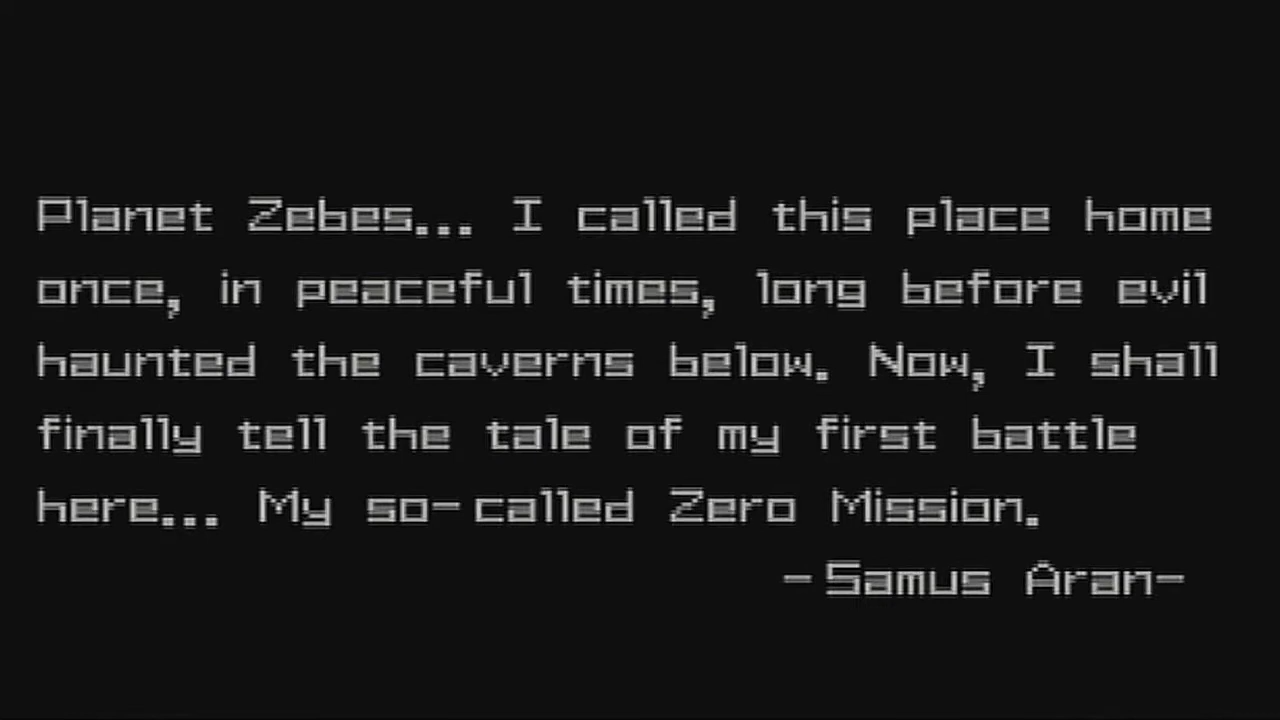 Planet Zebes... I called this place home
once, in peaceful times, long before evil
haunted the caverns below. Now, I shall
finally tell the tale of my first battle
here... My so-called Zero Mission.
-Samus Aran-